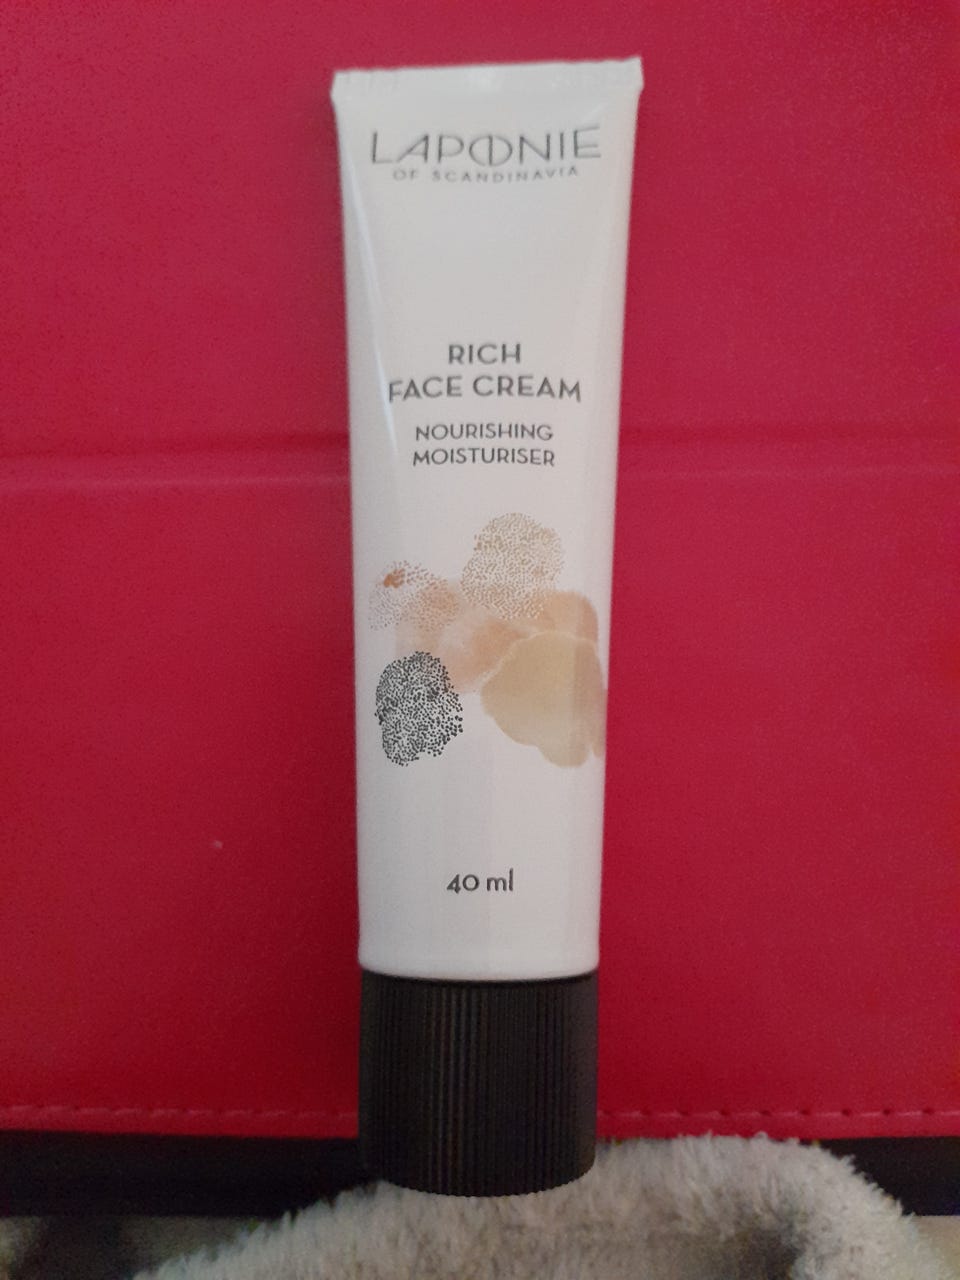 LAPONIE
OF SCANDINAVIA
RICH
FACE CREAM
NOURISHING
MOISTURISER
40 ml